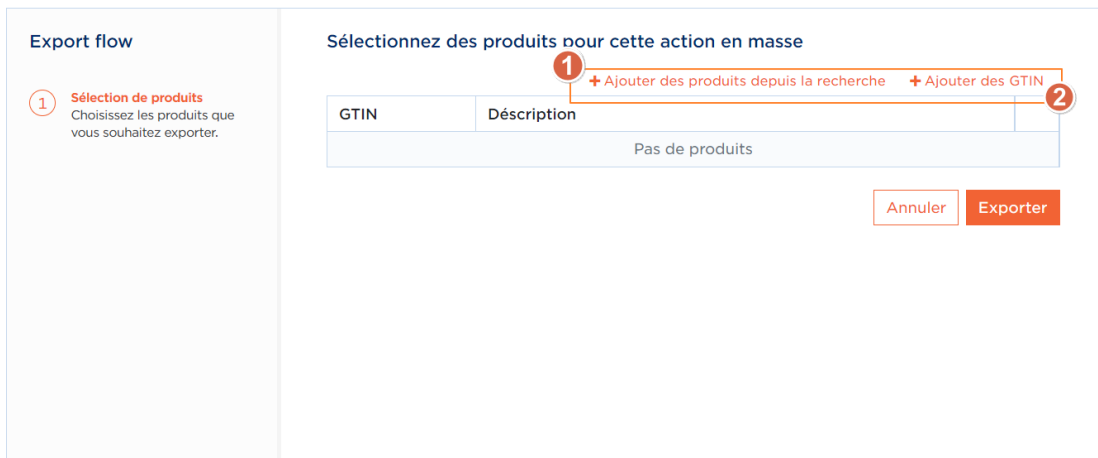 Export flow
1
Sélection de produits
Choisissez les produits que
vous souhaitez exporter.
Sélectionnez des produits pour cette action en masse
1
+ Ajouter des produits depuis la recherche + Ajouter des GTIN
2
GTIN Déscription
Pas de produits
Annuler Exporter